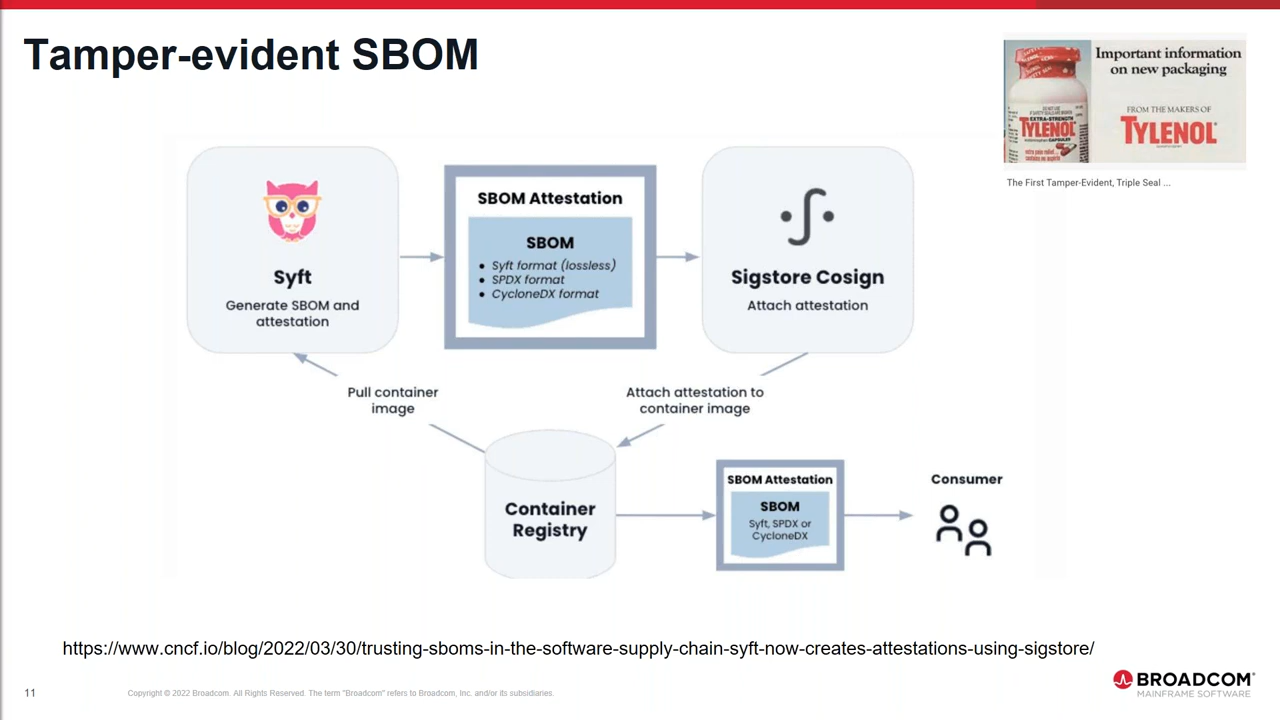 Tamper-evident SBOM
Important information
on new packaging
FROM THE MAKERS OF
TYLENOL
EXTRA-STRENGTH
TYLENOL
The First Tamper-Evident, Triple Seal ...
Syft
Generate SBOM and
attestation
SBOM Attestation
SBOM
• Syft format (lossless)
• SPDX format
• CycloneDX format
Sigstore Cosign
Attach attestation
Pull container
image
Attach attestation to
container image
Container
Registry
SBOM Attestation
SBOM
Syft, SPDX or
CycloneDX
Consumer
https://www.cncf.io/blog/2022/03/30/trusting-sboms-in-the-software-supply-chain-syft-now-creates-attestations-using-sigstore/
11
Copyright © 2022 Broadcom. All Rights Reserved. The term "Broadcom" refers to Broadcom, Inc. and/or its subsidiaries.
BROADCOM®
MAINFRAME SOFTWARE